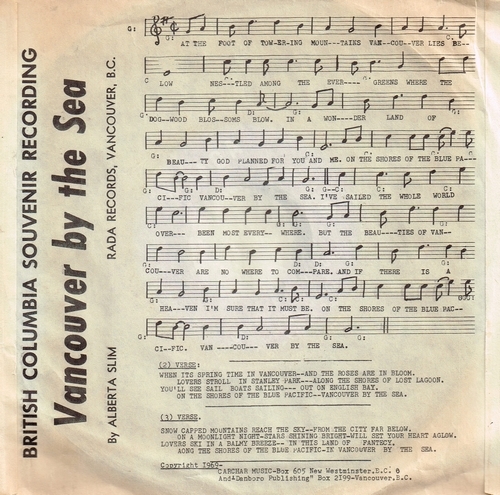 BRITISH COLUMBIA SOUVENIR RECORDING
Vancouver by the Sea
By ALBERTA SLIM
RADA RECORDS, VANCOUVER, B.C.
G:
C.
AT THE FOOT OF TOW-ER-ING MOUN---TAINS VAN--COU--VER LIES BE--
C LOW NES--TLED AMONG THE EVER---- GREENS WHERE THE
DOG--WOOD BLOS--SOMS BLOW. IN A WON----DER LAND OF
BEAU---TY GOD PLANNED FOR YOU AND ME. ON THE SHORES OF THE BLUE PA---
CI--FIC VANCOU--VER BY THE SEA. I'VE SAILED THE WHOLE WORLD
OVER--- BEEN MOST EVERY-- WHERE. BUT THE BEAU----TIES OF VAN--
COU---VER ARE NO WHERE TO COM---PARE. AND IF THERE IS A
HEA---VEN I'M SURE THAT IT MUST BE. ON THE SHORES OF THE BLUE PAC--
CI--FIC. VAN ----COU--- VER BY THE SEA.
(2) VERSE:
WHEN ITS SPRING TIME IN VANCOUVER--AND THE ROSES ARE IN BLOOM.
LOVERS STROLL IN STANLEY PARK---ALONG THE SHORES OF LOST LAGOON.
YOU'LL SEE SAIL BOATS SAILING--- OUT ON ENGLISH BAY.
ON THE SHORES OF THE BLUE PACIFIC--VANCOUVER BY THE SEA.
(3) VERSE.
SNOW CAPPED MOUNTAINS REACH THE SKY--FROM THE CITY FAR BELOW.
ON A MOONLIGHT NIGHT-STARS SHINING BRIGHT-WILL SET YOUR HEART AGLOW.
LOVERS SKI IN A BALMY BREEZE-- IN THIS LAND OF FANTECY,
AONG THE SHORES OF THE BLUE PACIFIC-IN VANCOUVER BY THE SEA.
Copyright 1969-
CARCHAR MUSIC-Box 605 New Westminster.B.C. &
And"Danboro Publishing" Box 2199-Vancouver.B.C.